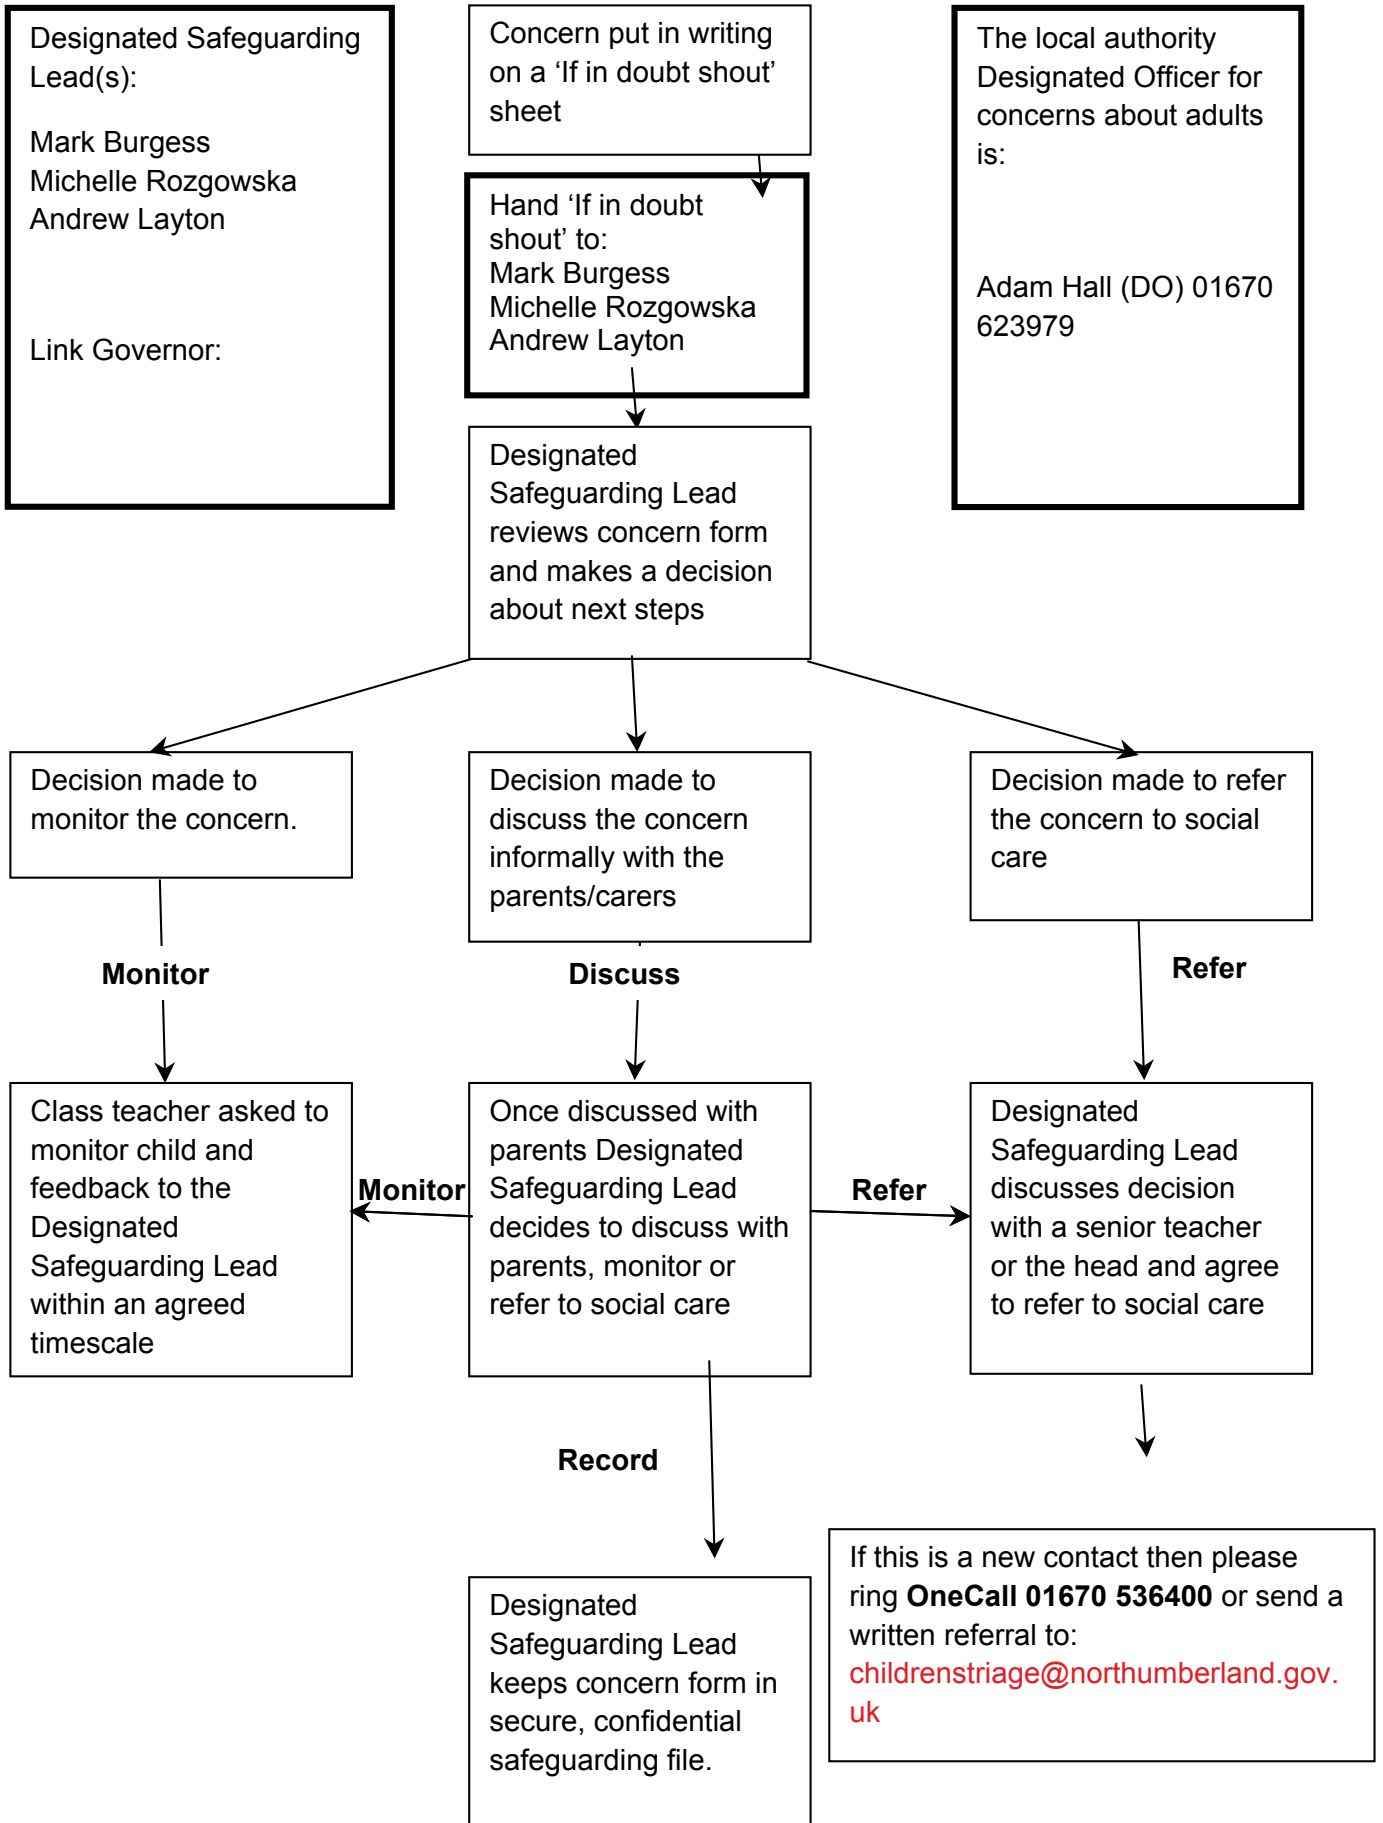 Designated Safeguarding
Lead(s):
Mark Burgess
Michelle Rozgowska
Andrew Layton
Link Governor:
Concern put in writing
on a ‘If in doubt shout’
sheet
The local authority
Designated Officer for
concerns about adults
is:
Adam Hall (DO) 01670
623979
Hand ‘If in doubt
shout’ to:
Mark Burgess
Michelle Rozgowska
Andrew Layton
Designated
Safeguarding Lead
reviews concern form
and makes a decision
about next steps
Decision made to
monitor the concern.
Decision made to
discuss the concern
informally with the
parents/carers
Decision made to refer
the concern to social
care
Monitor
Discuss
Refer
Class teacher asked to
monitor child and
feedback to the
Designated
Safeguarding Lead
within an agreed
timescale
Monitor
Once discussed with
parents Designated
Safeguarding Lead
decides to discuss with
parents, monitor or
refer to social care
Refer
Designated
Safeguarding Lead
discusses decision
with a senior teacher
or the head and agree
to refer to social care
Record
Designated
Safeguarding Lead
keeps concern form in
secure, confidential
safeguarding file.
If this is a new contact then please
ring OneCall 01670 536400 or send a
written referral to:
childrenstriage@northumberland.gov.
uk